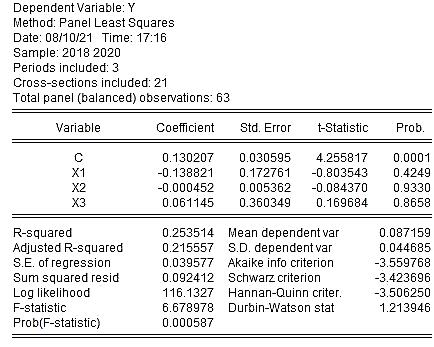 Dependent Variable: Y
Method: Panel Least Squares
Date: 08/10/21 Time: 17:16
Sample: 2018 2020
Periods included: 3
Cross-sections included: 21
Total panel (balanced) observations: 63
Variable Coefficient Std. Error t-Statistic Prob.
C 0.130207 0.030595 4.255817 0.0001
X1 -0.138821 0.172761 -0.803543 0.4249
X2 -0.000452 0.005362 -0.084370 0.9330
X3 0.061145 0.360349 0.169684 0.8658
R-squared 0.253514 Mean dependent var 0.087159
Adjusted R-squared 0.215557 S.D. dependent var 0.044685
S.E. of regression 0.039577 Akaike info criterion -3.559768
Sum squared resid 0.092412 Schwarz criterion -3.423696
Log likelihood 116.1327 Hannan-Quinn criter. -3.506250
F-statistic 6.678978 Durbin-Watson stat 1.213946
Prob(F-statistic) 0.000587